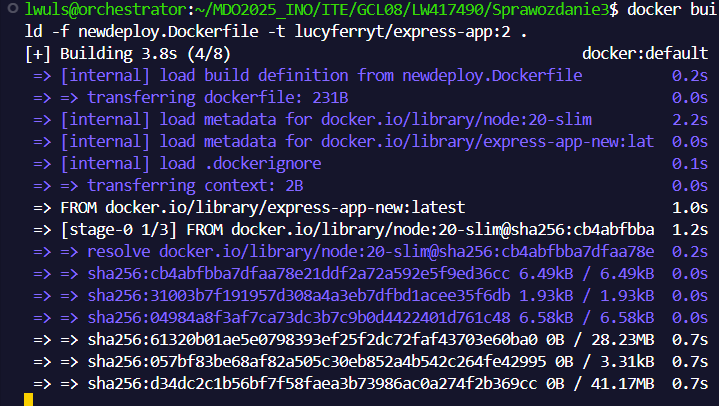 lwuls@orchestrator:~/MDO2025_INO/ITE/GCL08/LW417490/Sprawozdanie3$ docker bui
ld -f newdeploy.Dockerfile -t lucyferryt/express-app:2 .
[+] Building 3.8s (4/8) docker:default
=> [internal] load build definition from newdeploy.Dockerfile 0.2s
=> => transferring dockerfile: 231B 0.0s
=> [internal] load metadata for docker.io/library/node:20-slim 2.2s
=> [internal] load metadata for docker.io/library/express-app-new:lat 0.0s
=> [internal] load .dockerignore 0.1s
=> => transferring context: 2B 0.0s
=> FROM docker.io/library/express-app-new:latest 1.0s
=> [stage-0 1/3] FROM docker.io/library/node:20-slim@sha256:cb4abfbba 1.2s
=> => resolve docker.io/library/node:20-slim@sha256:cb4abfbba7dfaa78e 0.2s
=> => sha256:cb4abfbba7dfaa78e21ddf2a72a592e5f9ed36cc 6.49kB / 6.49kB 0.0s
=> => sha256:31003b7f191957d308a4a3eb7dfbd1acee35f6db 1.93kB / 1.93kB 0.0s
=> => sha256:04984a8f3af7ca73dc3b7c9b0d4422401d761c48 6.58kB / 6.58kB 0.0s
=> => sha256:61320b01ae5e0798393ef25f2dc72faf43703e60ba0 0B / 28.23MB 0.7s
=> => sha256:057bf83be68af82a505c30eb852a4b542c264fe42995 0B / 3.31kB 0.7s
=> => sha256:d34dc2c1b56bf7f58faea3b73986ac0a274f2b369cc 0B / 41.17MB 0.7s